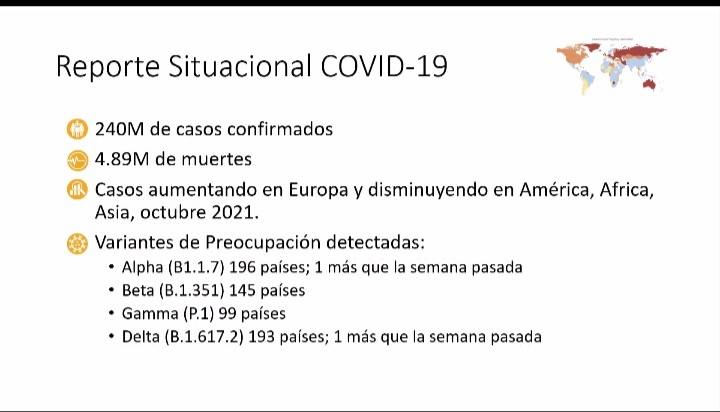 Reporte Situacional COVID-19
240M de casos confirmados
4.89M de muertes
Casos aumentando en Europa y disminuyendo en América, Africa,
Asia, octubre 2021.
Variantes de Preocupación detectadas:
• Alpha (B1.1.7) 196 países; 1 más que la semana pasada
• Beta (B.1.351) 145 países
• Gamma (P.1) 99 países
• Delta (B.1.617.2) 193 países; 1 más que la semana pasada